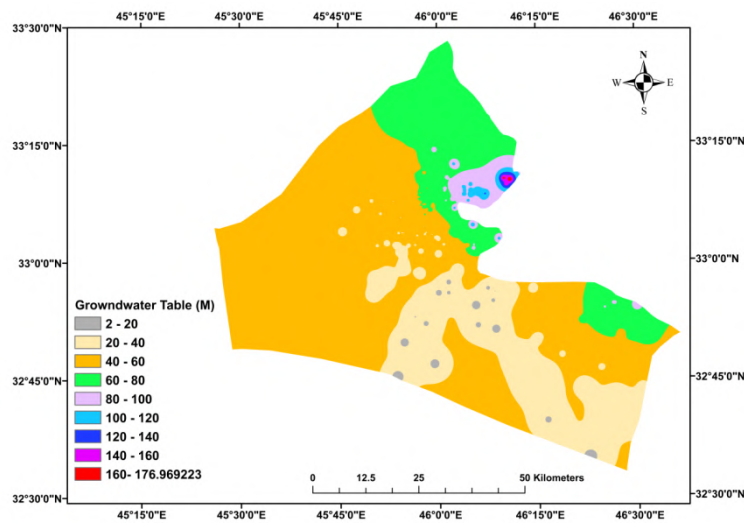 45°15'0"E 45°30'0"E 45°45'0"E 46°0'0"E 46°15'0"E 46°30'0"E
33°30'0"N
N
W E
S
33°15'0"N 33°15'0"N
33°0'0"N 33°0'0"N
Growndwater Table (M)
2 - 20
20 - 40
40 - 60
60 - 80
80 - 100
100 - 120
120 - 140
140 - 160
160- 176.969223
32°45'0"N 32°45'0"N
0 12.5 25 50 Kilometers
32°30'0"N 32°30'0"N
45°15'0"E 45°30'0"E 45°45'0"E 46°0'0"E 46°15'0"E 46°30'0"E